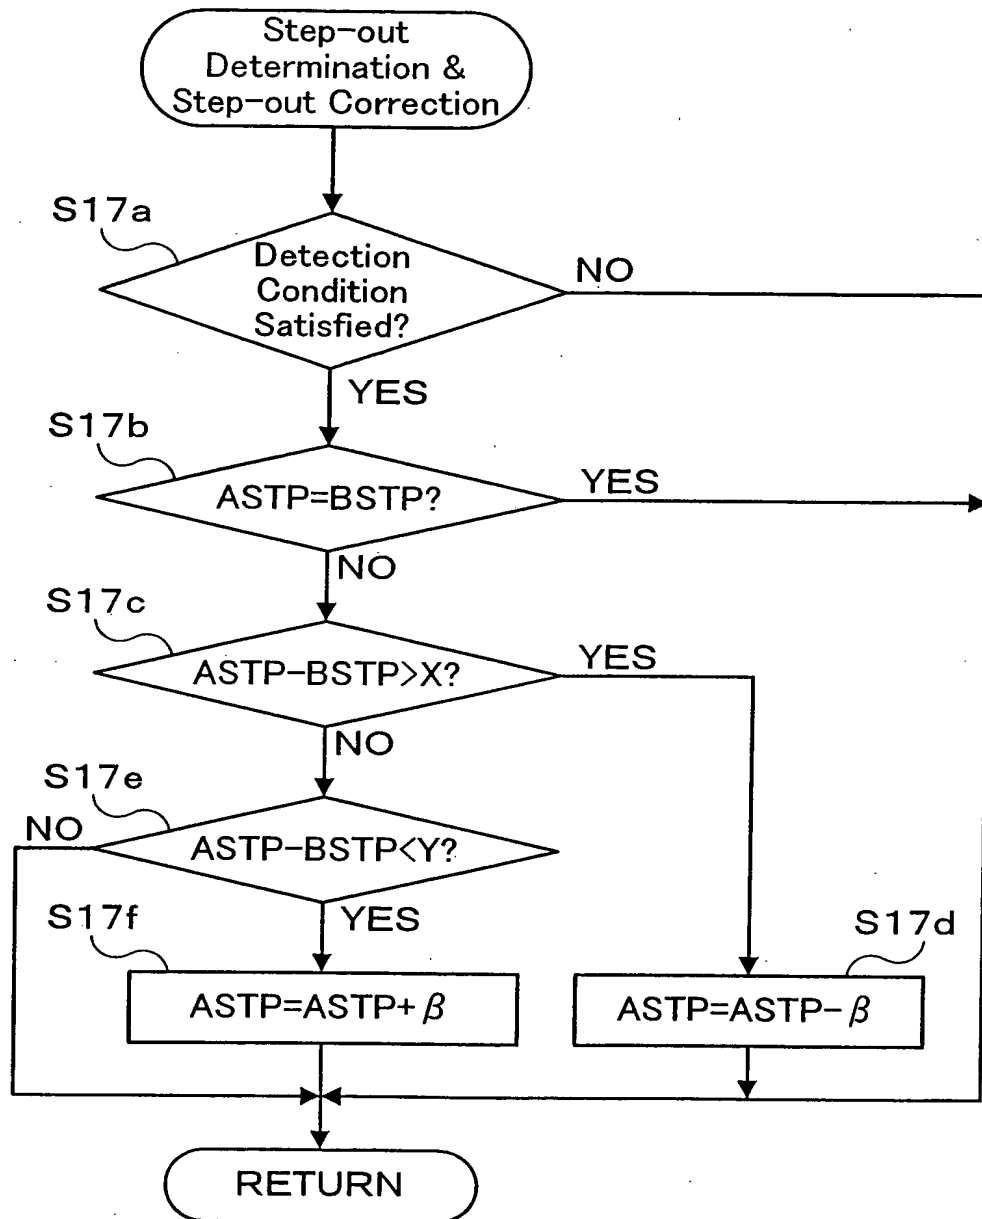 Step-out
Determination &
Step-out Correction
S17a
Detection
Condition
Satisfied?
NO
YES
S17b
ASTP=BSTP?
YES
NO
S17c
ASTP-BSTP>X?
YES
NO
S17e
NO
ASTP-BSTP<Y?
YES
S17f
S17d
ASTP=ASTP+β
ASTP=ASTP-β
RETURN